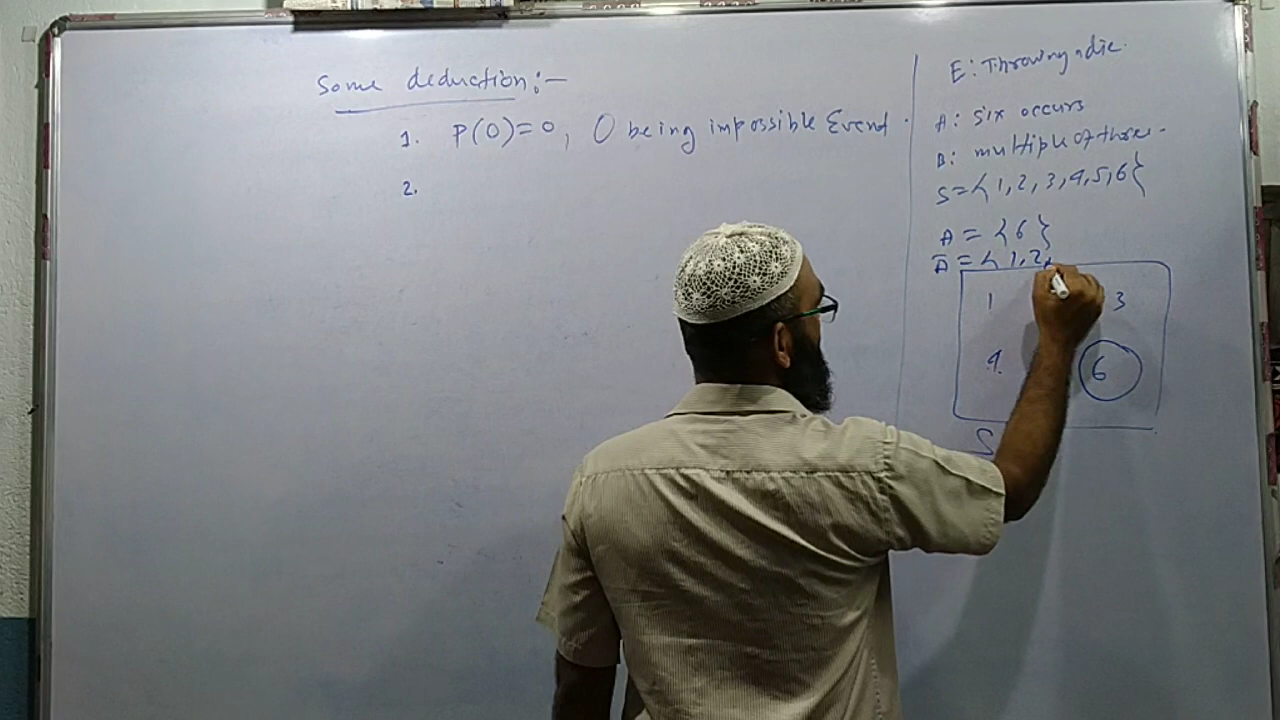 Some deduction:-
1. P(O)=0, O being impossible Event.
2.
E: Throwing a die.
A: Six occurs
B: multiple of three.
S={1,2,3,4,5,6}
A = {6}
Ā = {1,2,
1 3
4 6
S